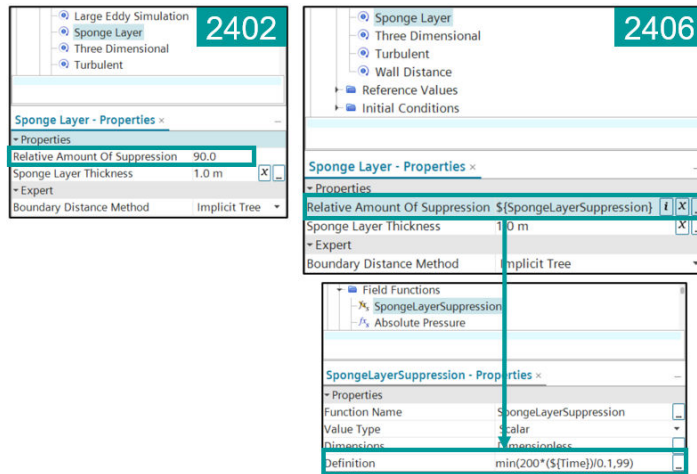 Large Eddy Simulation
Sponge Layer
Three Dimensional
Turbulent
2402
Sponge Layer - Properties ×
Properties
Relative Amount Of Suppression 90.0
Sponge Layer Thickness 1.0 m
Expert
Boundary Distance Method Implicit Tree
Sponge Layer
Three Dimensional
Turbulent
Wall Distance
Reference Values
Initial Conditions
2406
Sponge Layer - Properties ×
Properties
Relative Amount Of Suppression ${SpongeLayerSuppression}
Sponge Layer Thickness 1.0 m
Expert
Boundary Distance Method Implicit Tree
Field Functions
SpongeLayerSuppression
Absolute Pressure
SpongeLayerSuppression - Properties ×
Properties
Function Name SpongeLayerSuppression
Value Type Scalar
Dimensions Dimensionless
Definition min(200*(${Time})/0.1,99)